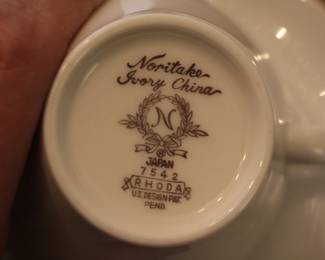 Noritake
Ivory China
N
®
JAPAN
7542
RHODA
U.S. DESIGN PAT.
PEND.